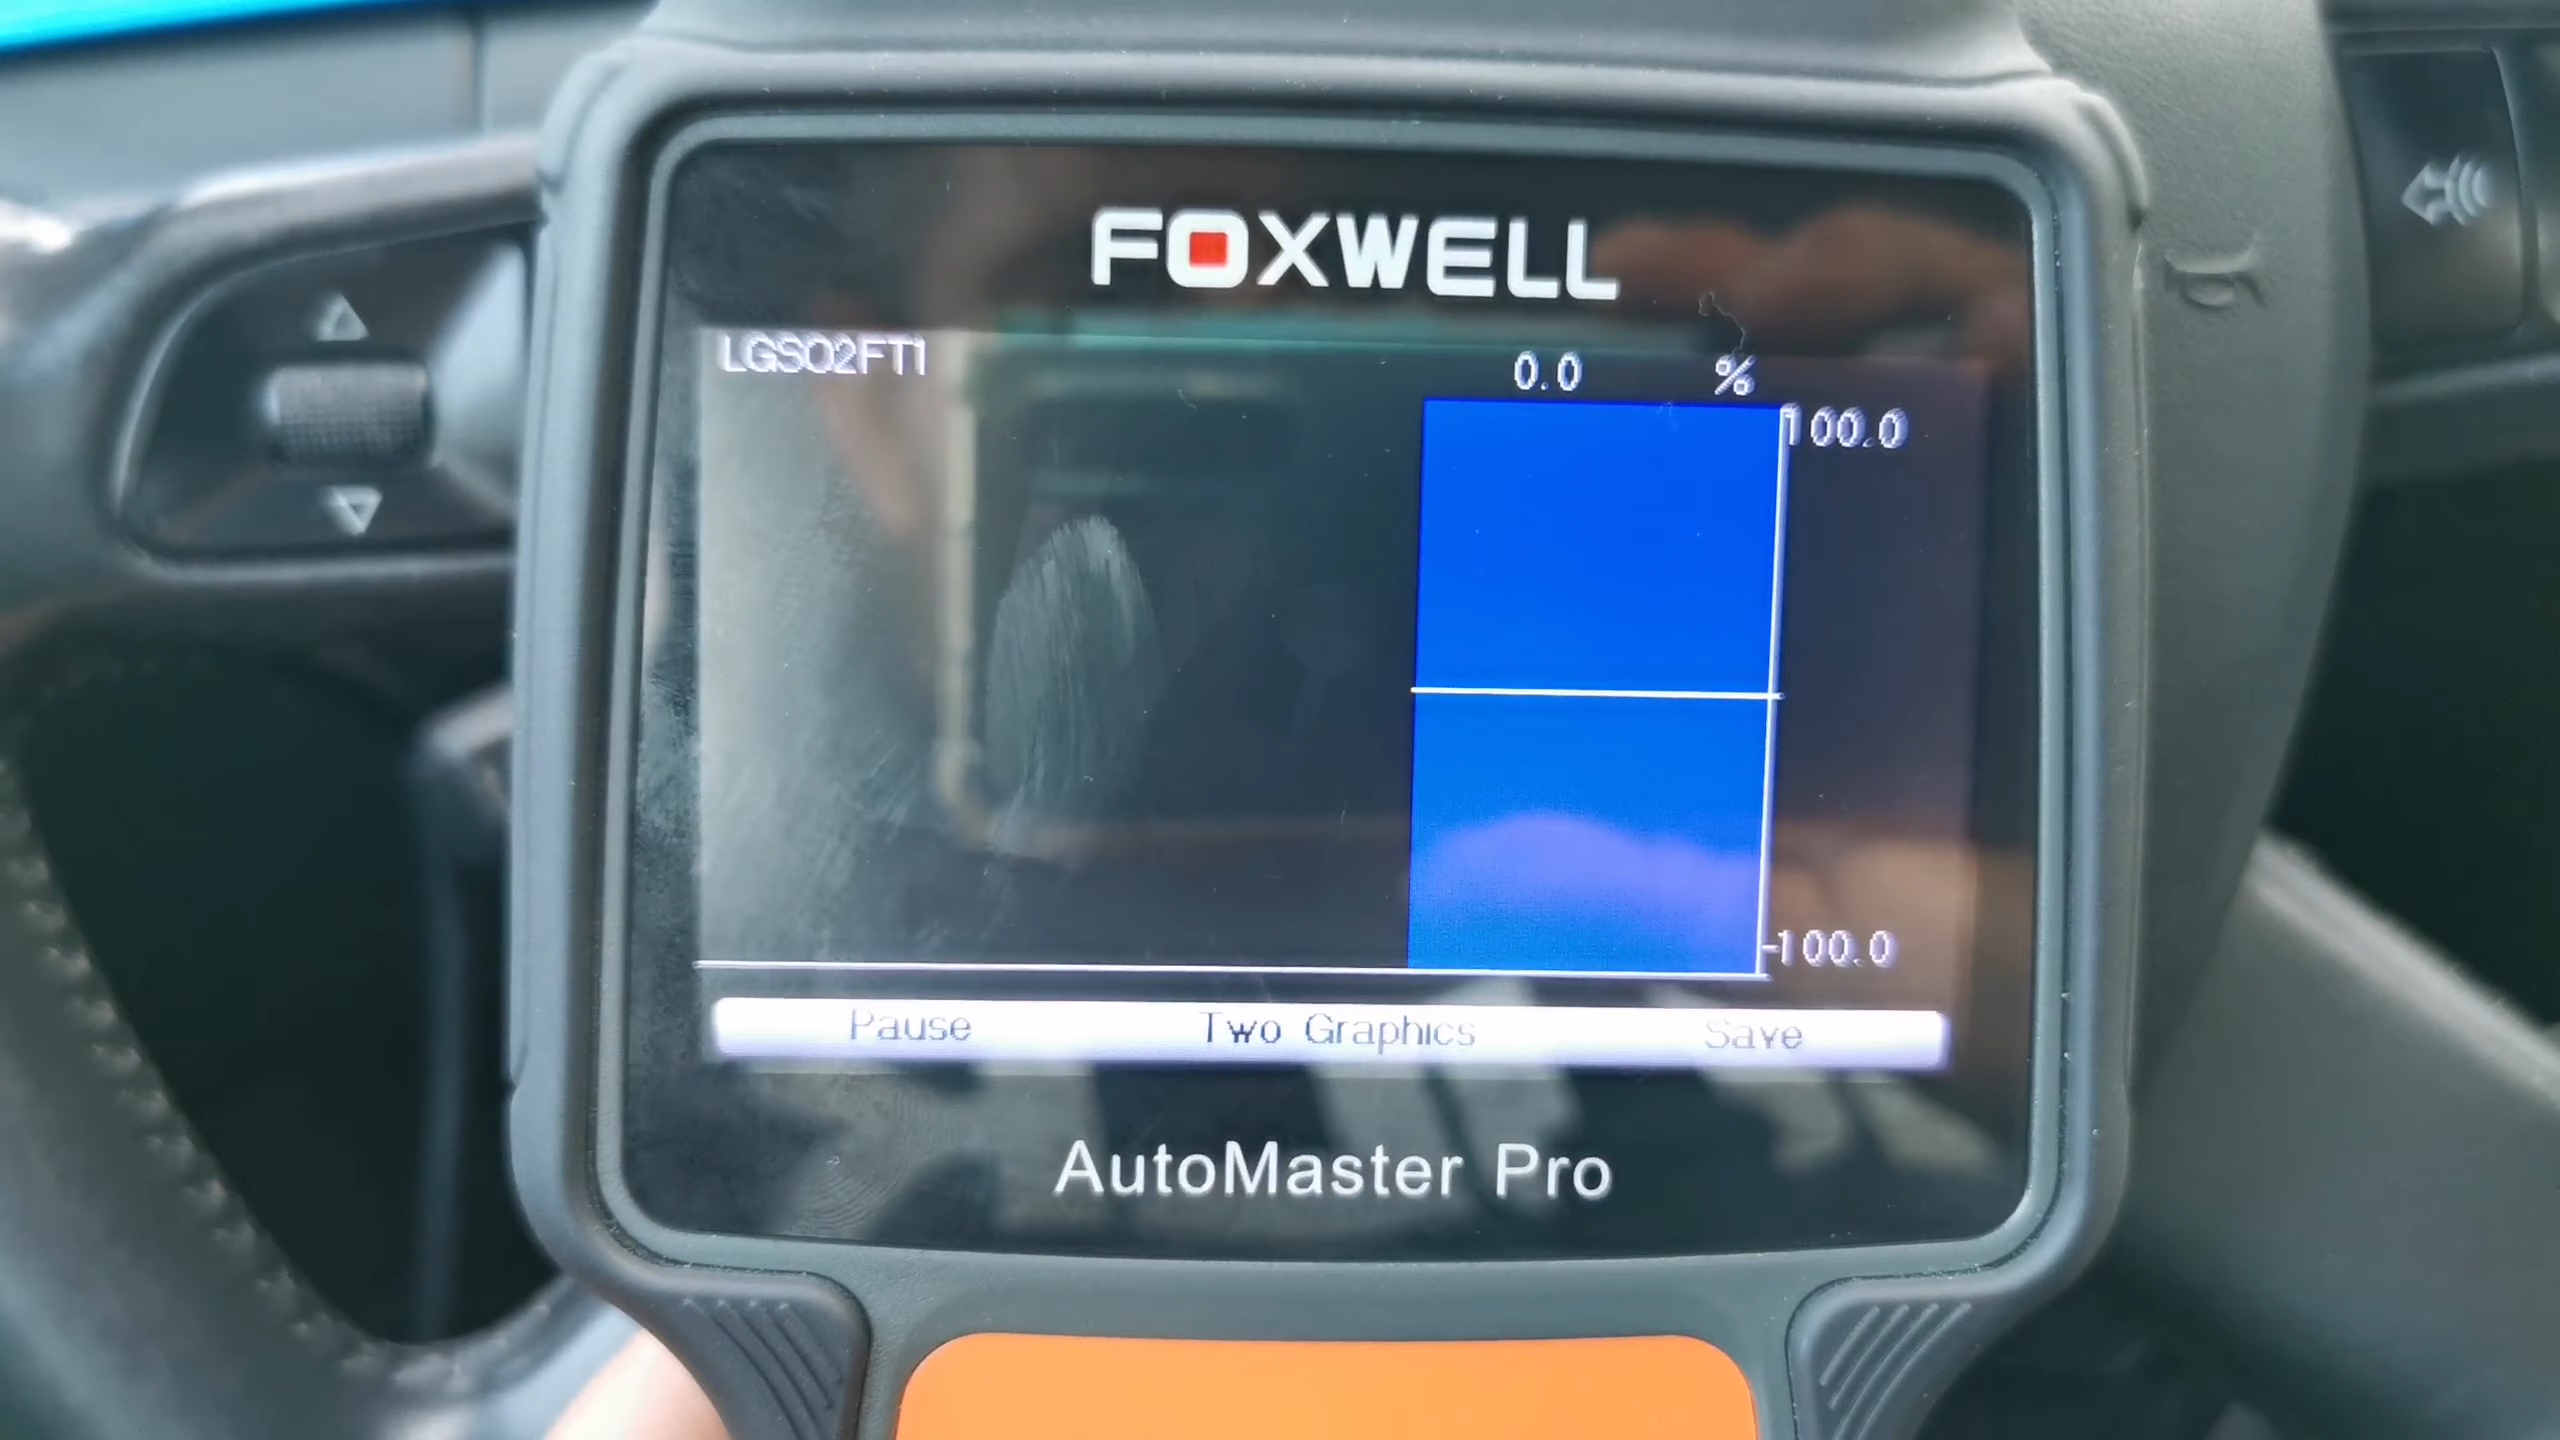 FOXWELL
LGSO2FT1
0.0 %
100.0
-100.0
Pause Two Graphics Save
AutoMaster Pro